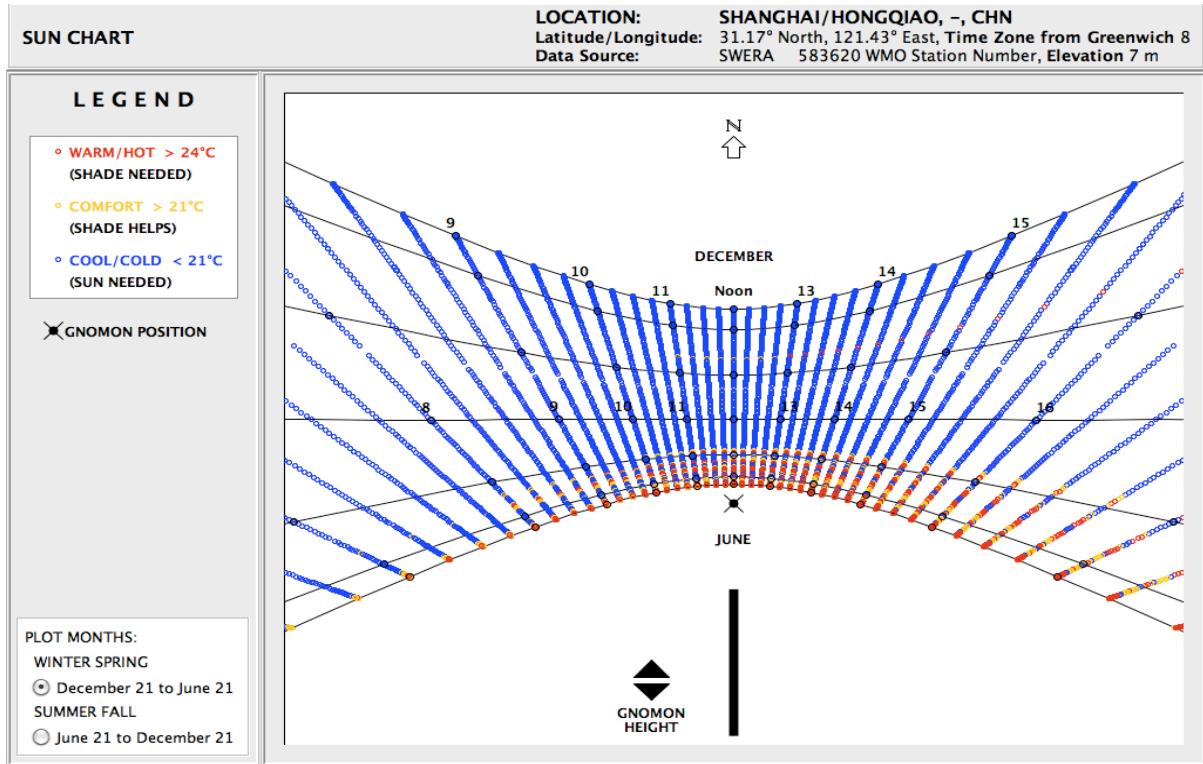 SUN CHART
LOCATION: SHANGHAI/HONGQIAO, -, CHN
Latitude/Longitude: 31.17° North, 121.43° East, Time Zone from Greenwich 8
Data Source: SWERA 583620 WMO Station Number, Elevation 7 m
LEGEND
WARM/HOT > 24°C
(SHADE NEEDED)
COMFORT > 21°C
(SHADE HELPS)
COOL/COLD < 21°C
(SUN NEEDED)
GNOMON POSITION
PLOT MONTHS:
WINTER SPRING
December 21 to June 21
SUMMER FALL
June 21 to December 21
N
9 15
DECEMBER
10 14
11 Noon 13
8 9 10 11 13 14 15 16
JUNE
GNOMON
HEIGHT